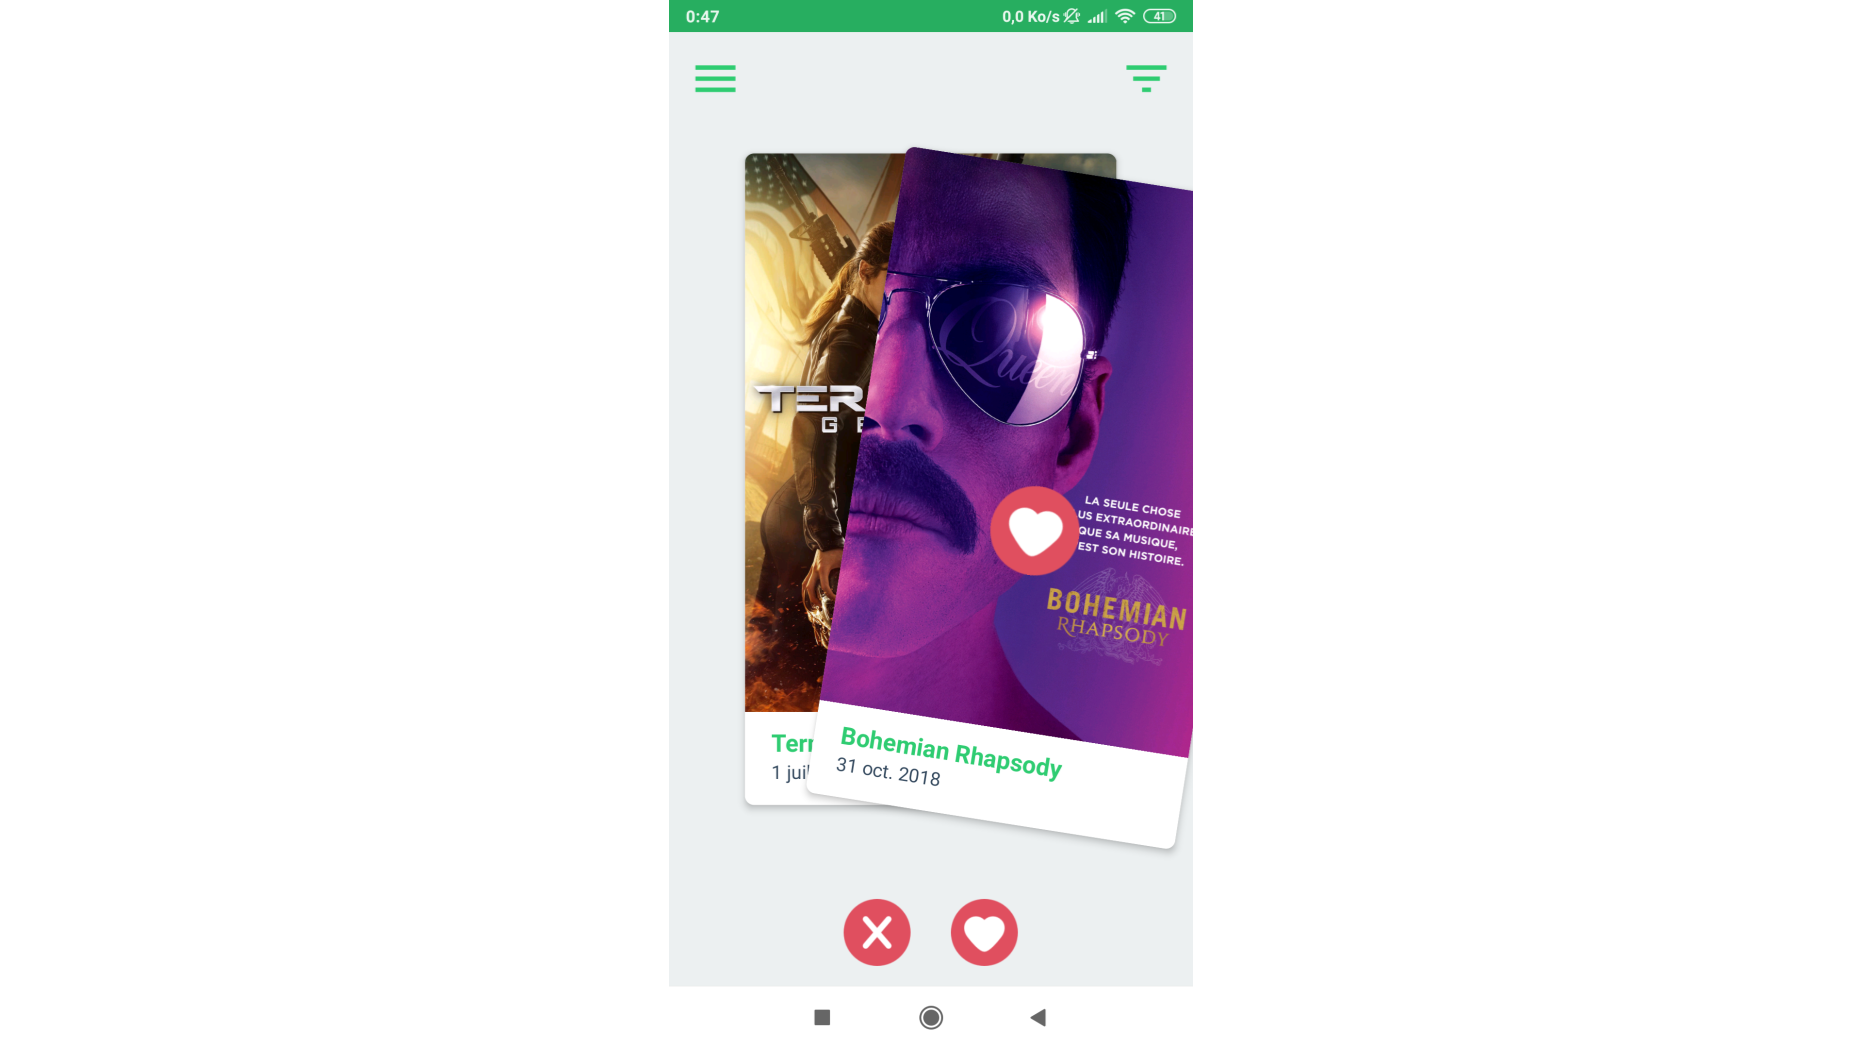 0:47
0,0 Ko/s
41
TER
G E
Queen
LA SEULE CHOSE
US EXTRAORDINAIRE
QUE SA MUSIQUE,
EST SON HISTOIRE.
BOHEMIAN
RHAPSODY
Terr
1 juil
Bohemian Rhapsody
31 oct. 2018